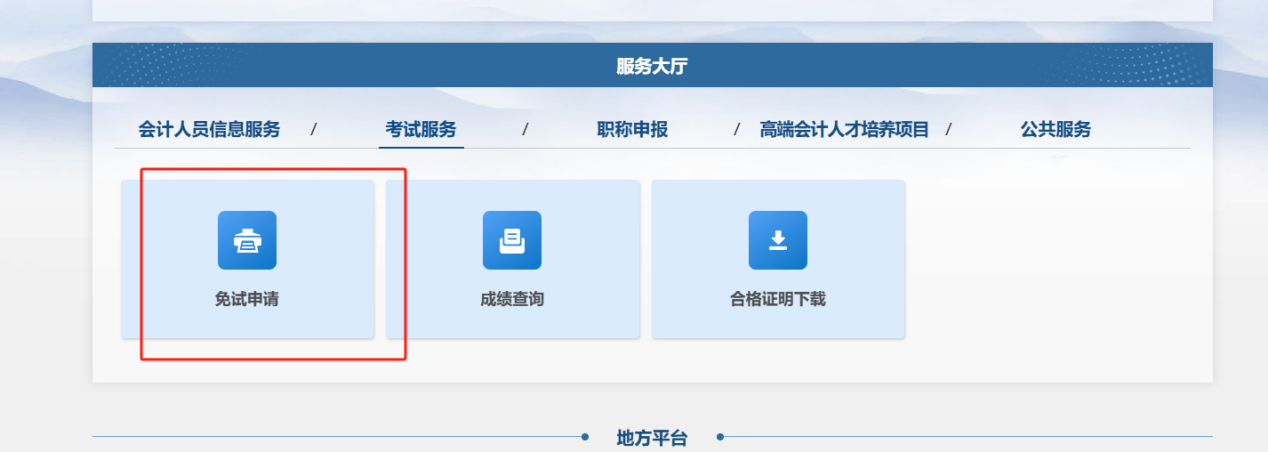 服务大厅
会计人员信息服务 / 考试服务 / 职称申报 / 高端会计人才培养项目 / 公共服务
免试申请 成绩查询 合格证明下载
地方平台